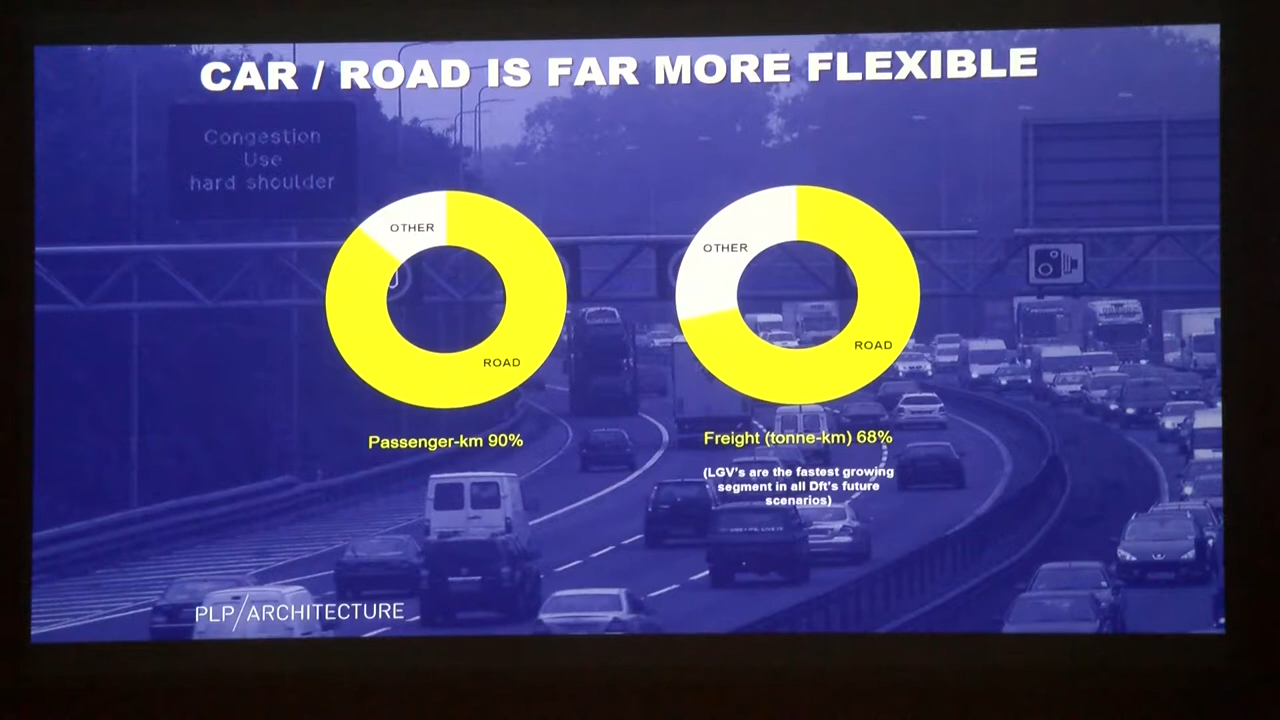 CAR / ROAD IS FAR MORE FLEXIBLE
Congestion
Use
hard shoulder
OTHER
ROAD
Passenger-km 90%
OTHER
ROAD
Freight (tonne-km) 68%
(LGV's are the fastest growing
segment in all Dft's future
scenarios)
PLP/ARCHITECTURE